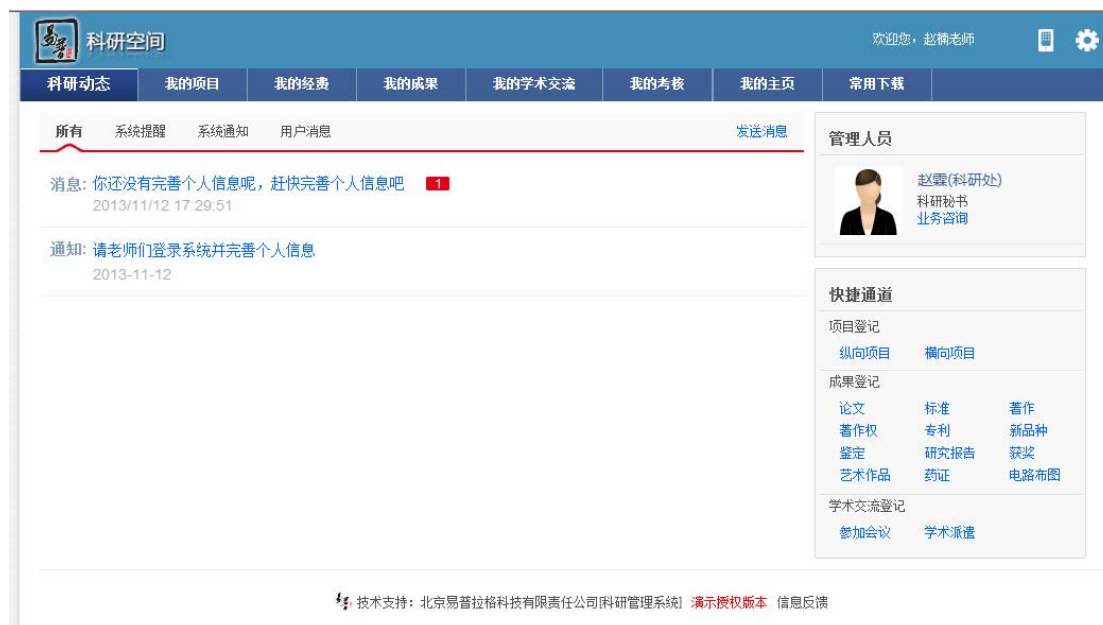 易普 科研空间
欢迎您，赵楠老师
科研动态 我的项目 我的经费 我的成果 我的学术交流 我的考核 我的主页 常用下载
所有 系统提醒 系统通知 用户消息 发送消息
消息: 你还没有完善个人信息呢，赶快完善个人信息吧 1
2013/11/12 17:29:51
通知: 请老师们登录系统并完善个人信息
2013-11-12
管理人员
赵霖(科研处)
科研秘书
业务咨询
快捷通道
项目登记
纵向项目 横向项目
成果登记
论文 标准 著作
著作权 专利 新品种
鉴定 研究报告 获奖
艺术作品 药证 电路布图
学术交流登记
参加会议 学术派遣
易普 技术支持：北京易普拉格科技有限责任公司[科研管理系统] 演示授权版本 信息反馈